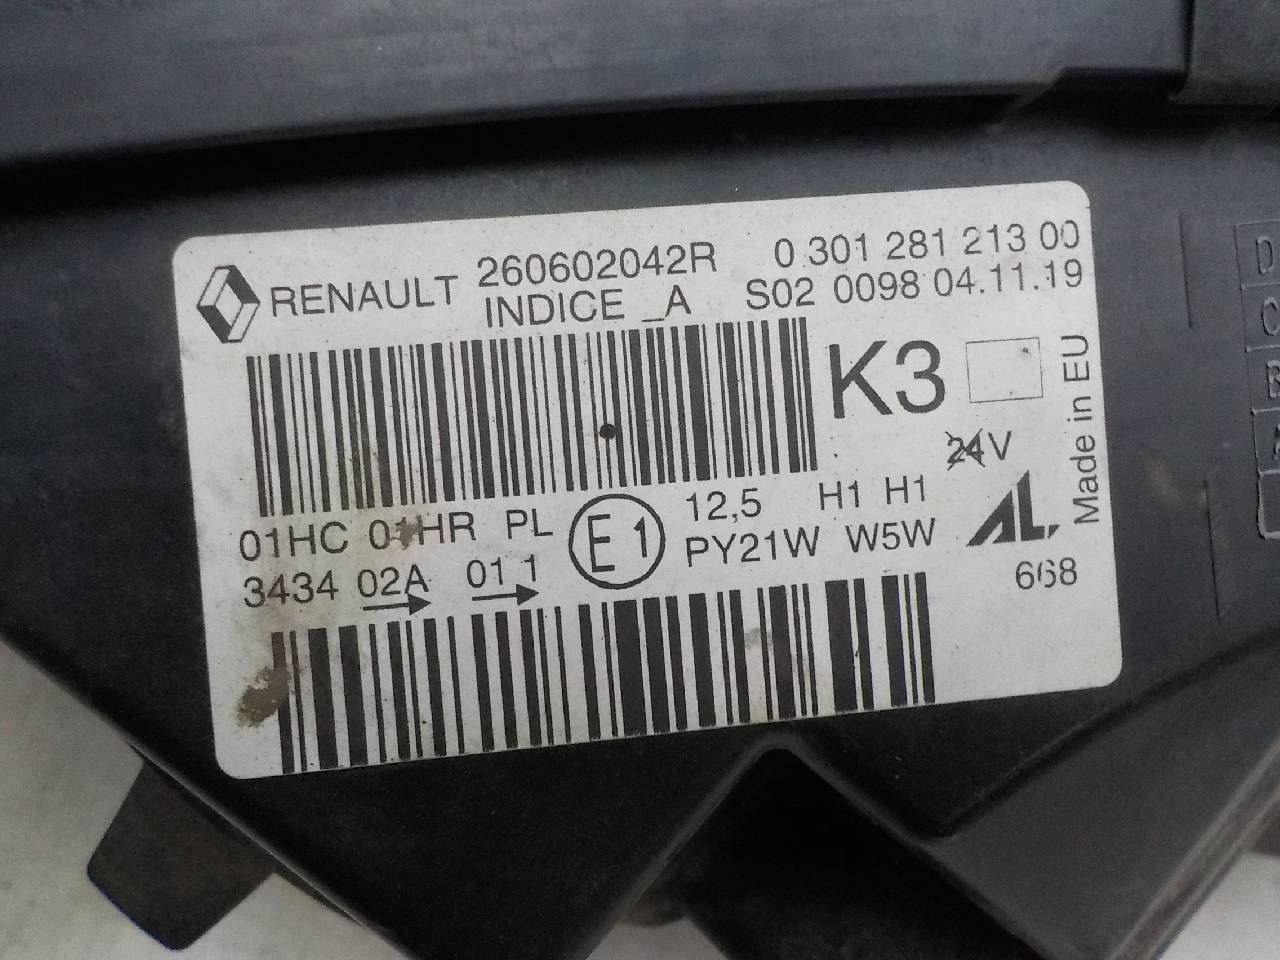 RENAULT 260602042R 0 301 281 213 00
INDICE _A S02 0098 04.11.19
K3
Made in EU
24V
01HC 01HR PL E1 12,5 H1 H1
3434 02A 01 1 PY21W W5W AL
668
D
C